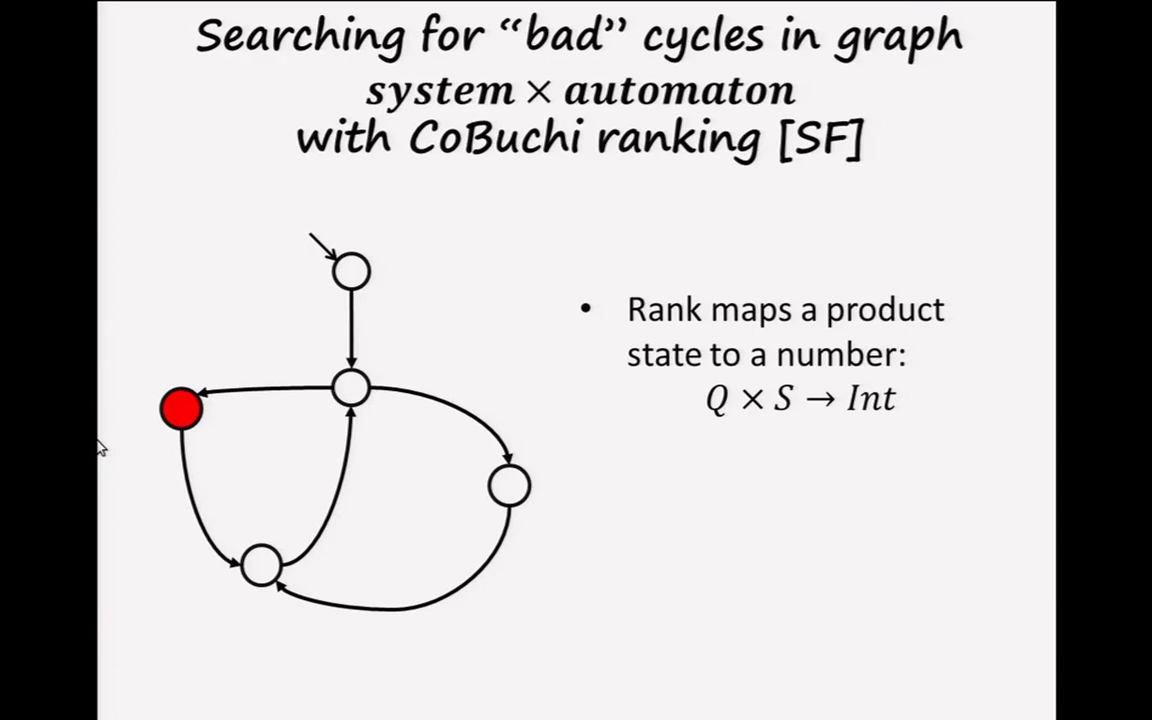 Searching for “bad” cycles in graph
system × automaton
with CoBuchi ranking [SF]
• Rank maps a product
state to a number:
Q × S → Int